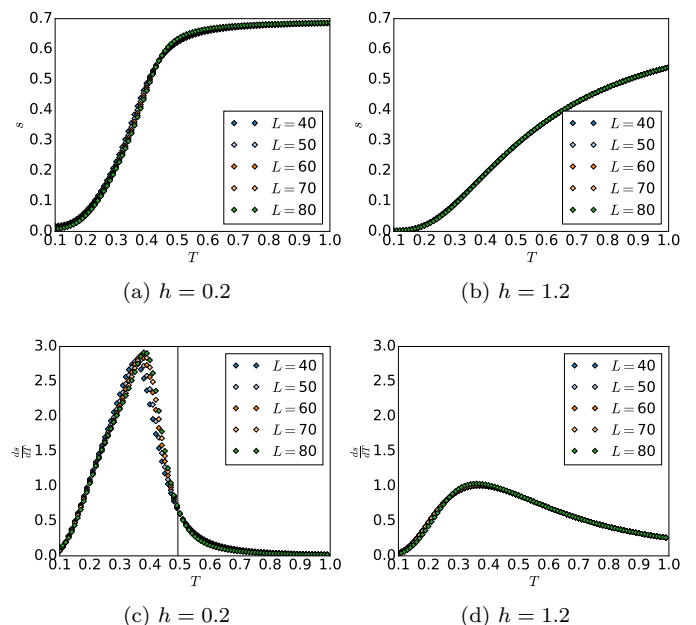 0.7
0.6
0.5
0.4
0.3
0.2
0.1
0.0
s
L = 40
L = 50
L = 60
L = 70
L = 80
0.1 0.2 0.3 0.4 0.5 0.6 0.7 0.8 0.9 1.0
T
(a) h = 0.2
0.7
0.6
0.5
0.4
0.3
0.2
0.1
0.0
s
L = 40
L = 50
L = 60
L = 70
L = 80
0.1 0.2 0.3 0.4 0.5 0.6 0.7 0.8 0.9 1.0
T
(b) h = 1.2
3.0
2.5
2.0
1.5
1.0
0.5
0.0
ds/dT
L = 40
L = 50
L = 60
L = 70
L = 80
0.1 0.2 0.3 0.4 0.5 0.6 0.7 0.8 0.9 1.0
T
(c) h = 0.2
3.0
2.5
2.0
1.5
1.0
0.5
0.0
ds/dT
L = 40
L = 50
L = 60
L = 70
L = 80
0.1 0.2 0.3 0.4 0.5 0.6 0.7 0.8 0.9 1.0
T
(d) h = 1.2